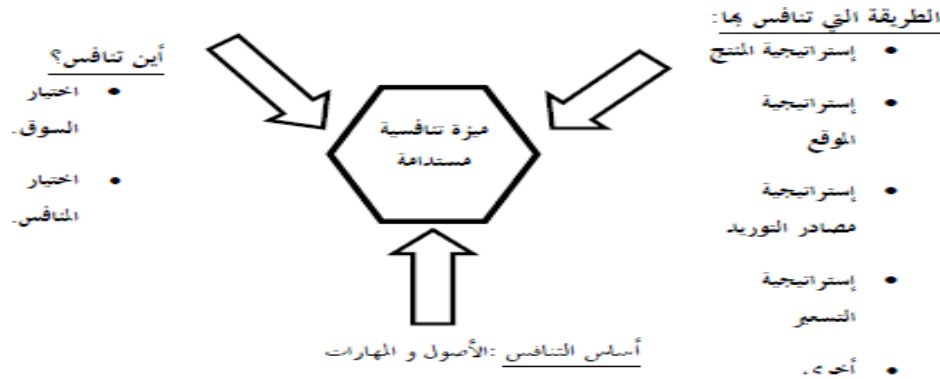 الطريقة التي تنافس بها:
إستراتيجية المنتج
إستراتيجية
الموقع
إستراتيجية
مصادر التوريد
إستراتيجية
التسعير
أخرى
ميزة تنافسية
مستدامة
أين تنافس؟
اختيار
السوق.
اختيار
المنافس.
أساس التنافس :الأصول و المهارات